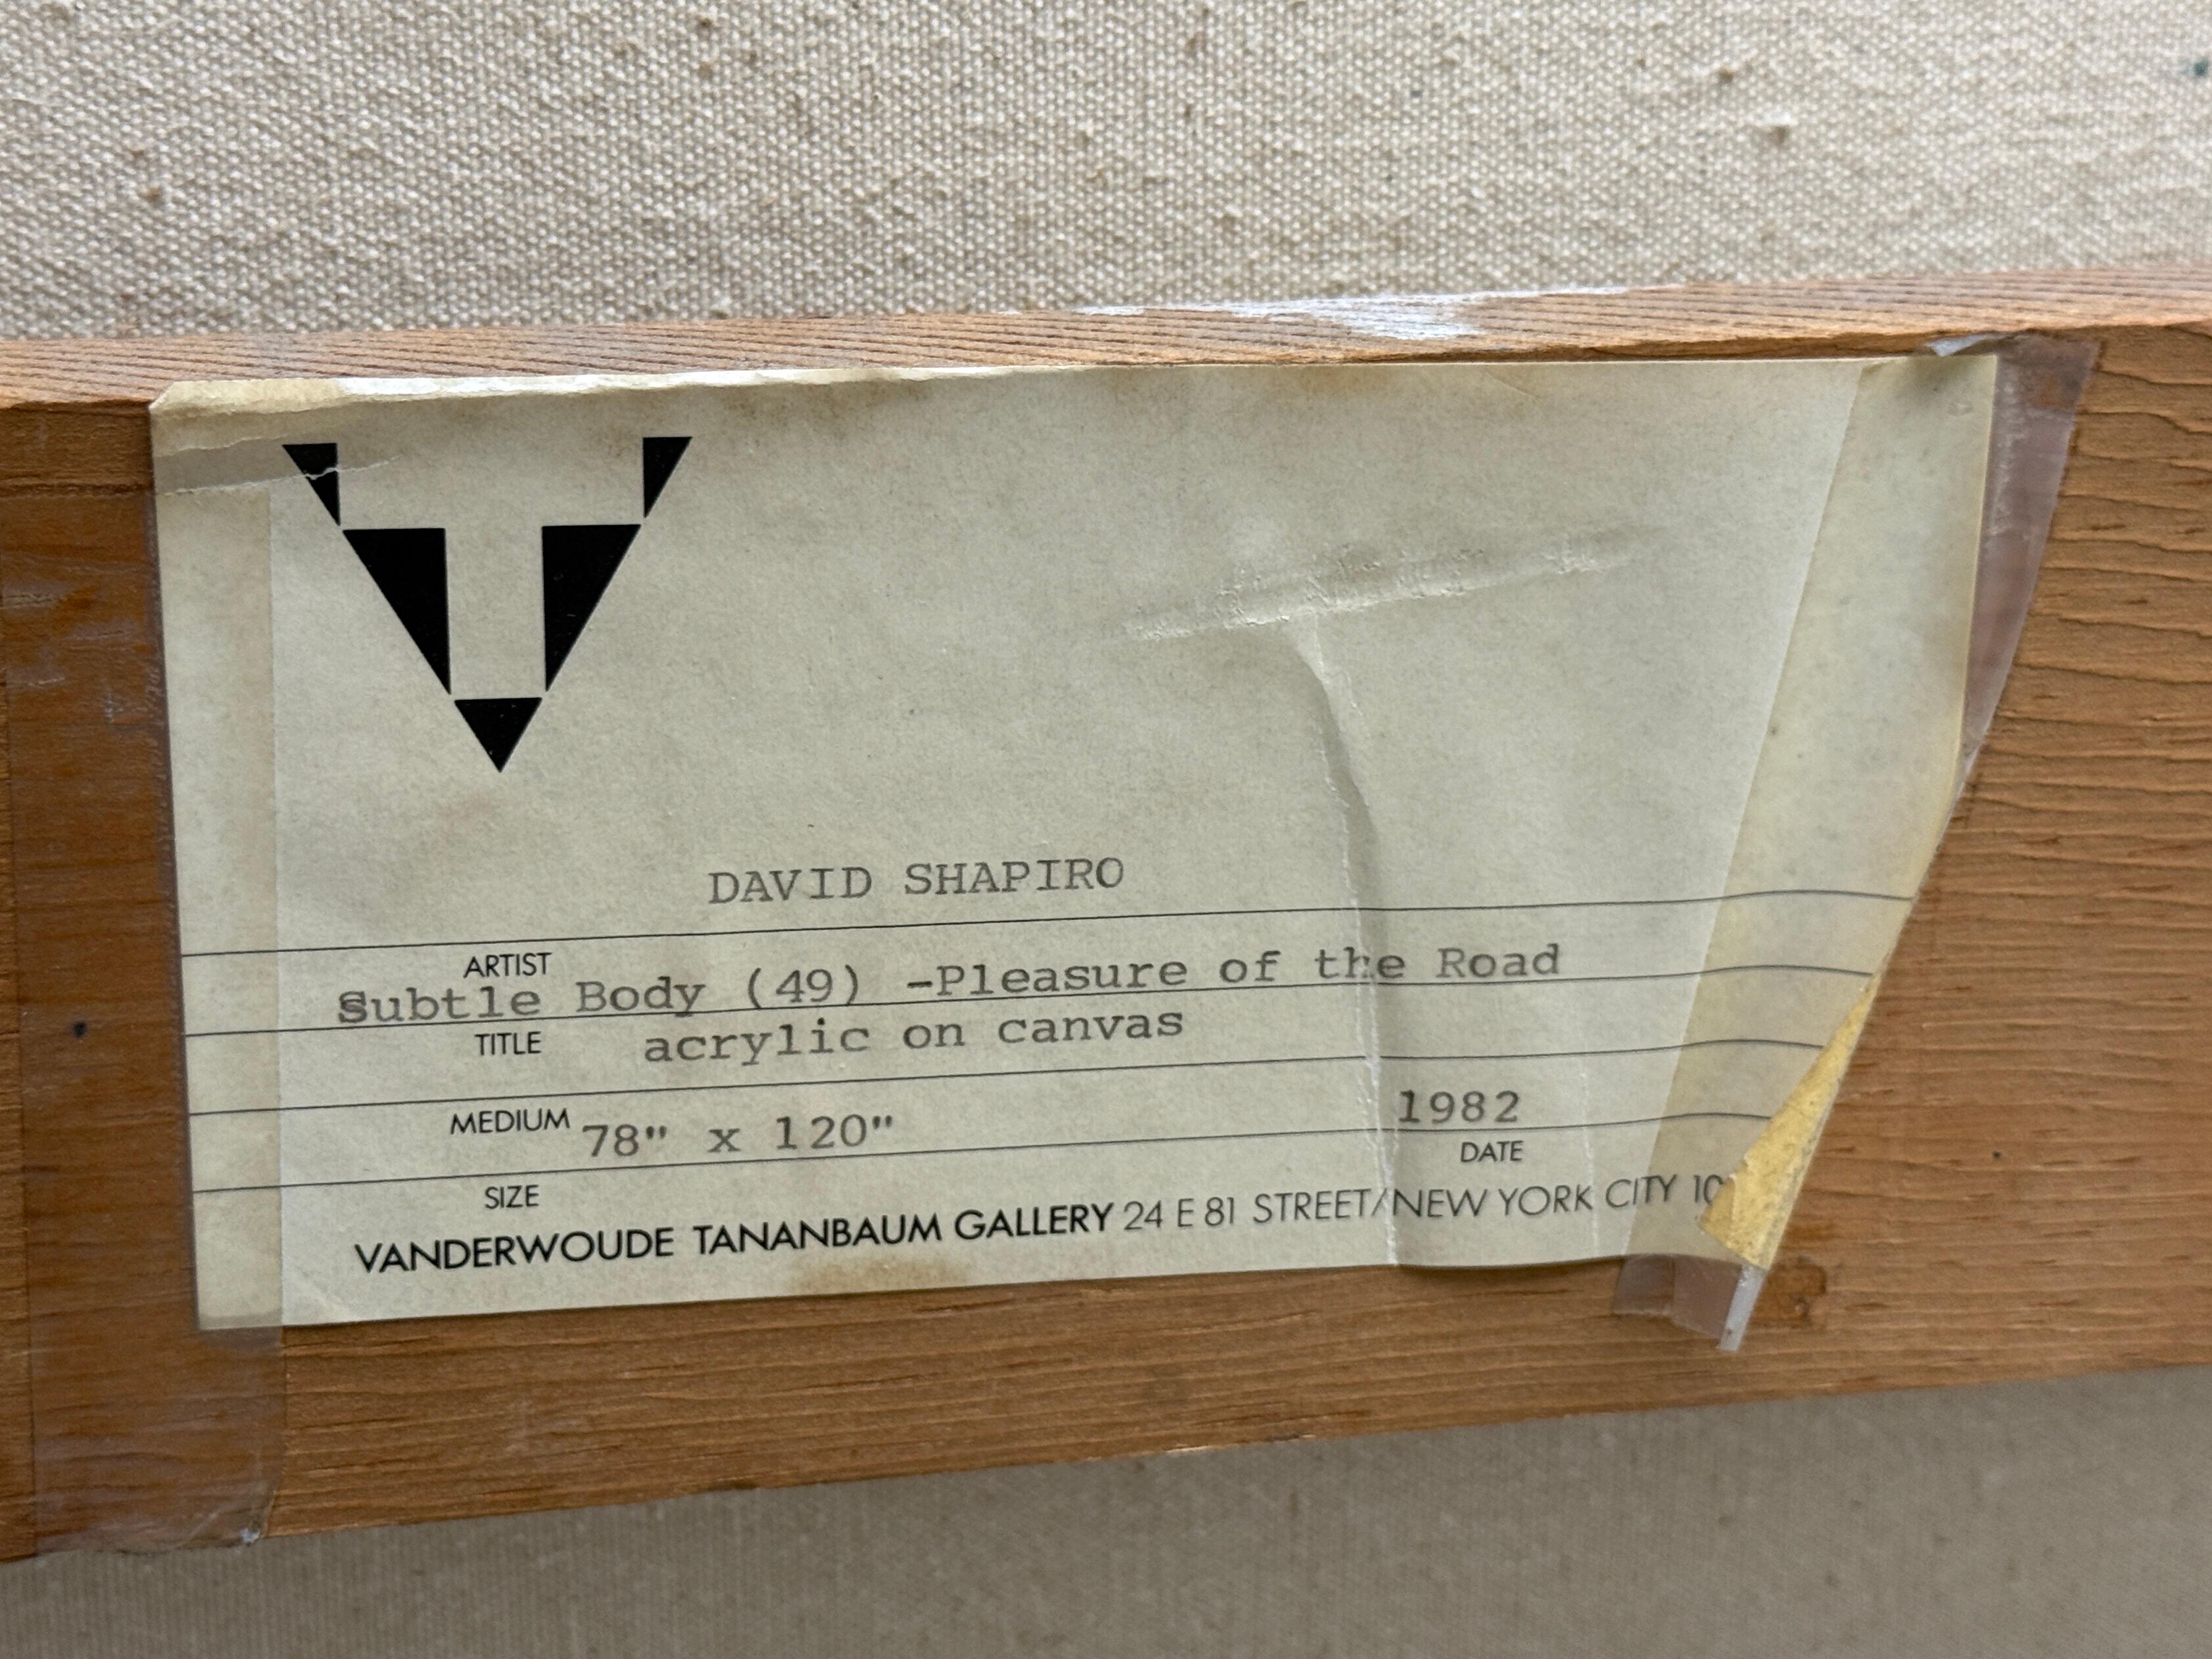 DAVID SHAPIRO
ARTIST
Subtle Body (49) -Pleasure of the Road
TITLE
acrylic on canvas
MEDIUM
78" x 120"
1982
SIZE
DATE
VANDERWOUDE TANANBAUM GALLERY 24 E 81 STREET/NEW YORK CITY